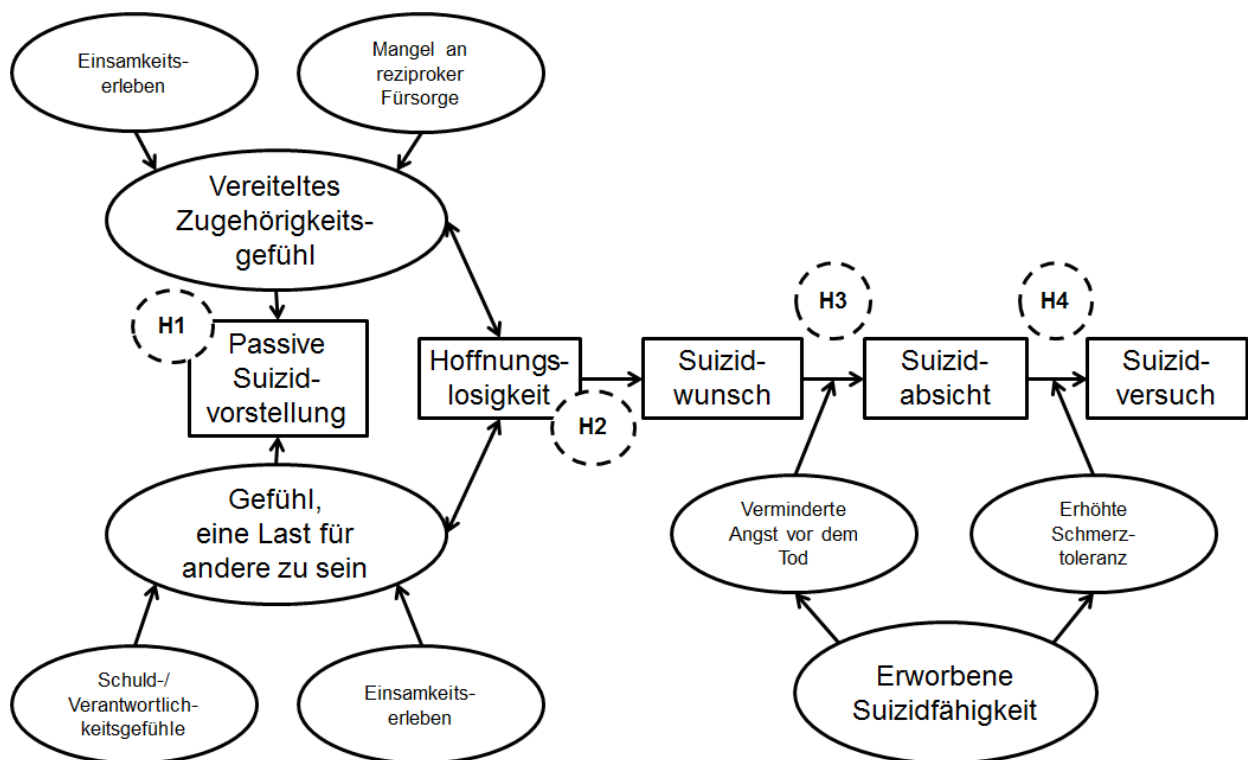 Einsamkeits-
erleben
Mangel an
reziproker
Fürsorge
Vereiteltes
Zugehörigkeits-
gefühl
H1
Passive
Suizid-
vorstellung
Hoffnungs-
losigkeit
H2
Suizid-
wunsch
H3
Suizid-
absicht
H4
Suizid-
versuch
Gefühl,
eine Last für
andere zu sein
Verminderte
Angst vor dem
Tod
Erhöhte
Schmerz-
toleranz
Schuld-/
Verantwortlich-
keitsgefühle
Einsamkeits-
erleben
Erworbene
Suizidfähigkeit